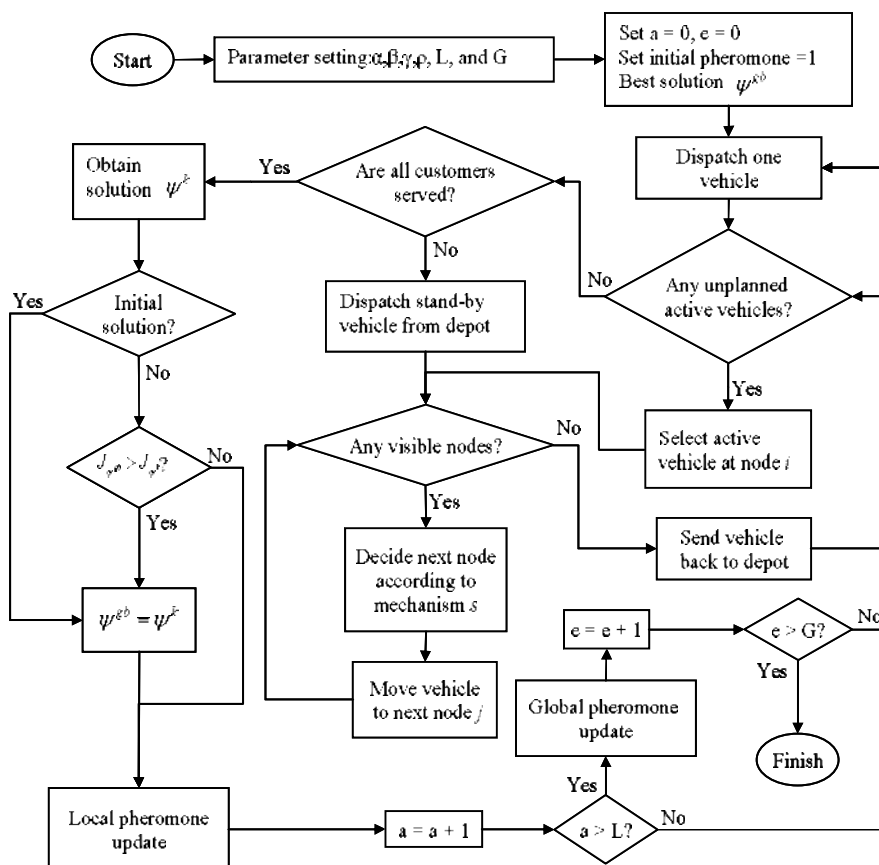 Start
Parameter setting:α,β,γ,ρ, L, and G
Set a = 0, e = 0
Set initial pheromone =1
Best solution ψ^gb
Dispatch one
vehicle
Any unplanned
active vehicles?
No
Yes
Are all customers
served?
Yes
No
Obtain
solution ψ^k
Initial
solution?
Yes
No
Dispatch stand-by
vehicle from depot
Select active
vehicle at node i
Any visible nodes?
No
Yes
No
Yes
Decide next node
according to
mechanism s
Send vehicle
back to depot
ψ^gb = ψ^k
Move vehicle
to next node j
e = e + 1
e > G?
No
Yes
Global pheromone
update
Finish
Local pheromone
update
a = a + 1
a > L?
Yes
No